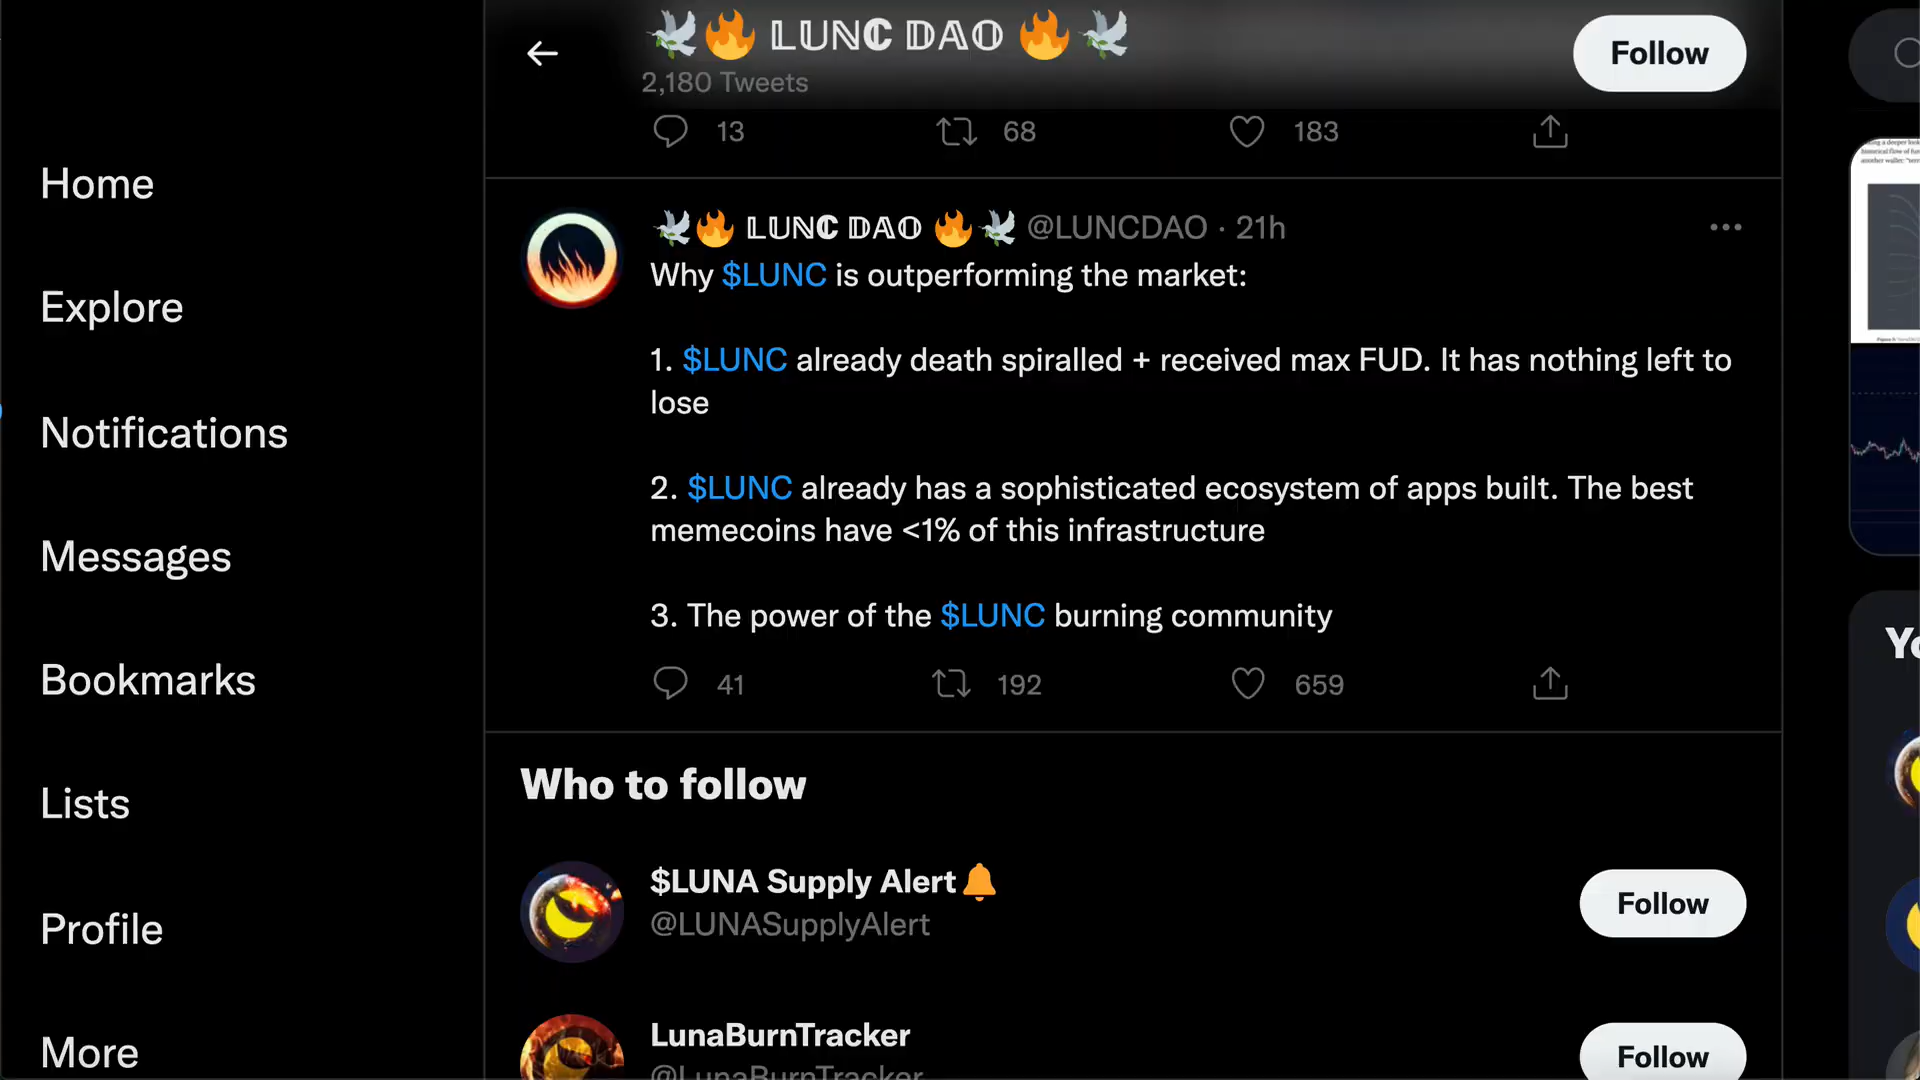 Home
Explore
Notifications
Messages
Bookmarks
Lists
Profile
More
🕊️🔥 𝕃𝕌ℕℂ 𝔻𝔸𝕆 🔥🕊️
2,180 Tweets
Follow
13 68 183
🕊️🔥 𝕃𝕌ℕℂ 𝔻𝔸𝕆 🔥🕊️ @LUNCDAO · 21h
Why $LUNC is outperforming the market:
1. $LUNC already death spiralled + received max FUD. It has nothing left to
lose
2. $LUNC already has a sophisticated ecosystem of apps built. The best
memecoins have <1% of this infrastructure
3. The power of the $LUNC burning community
41 192 659
Who to follow
$LUNA Supply Alert🔔
@LUNASupplyAlert
Follow
LunaBurnTracker
@LunaBurnTracker
Follow